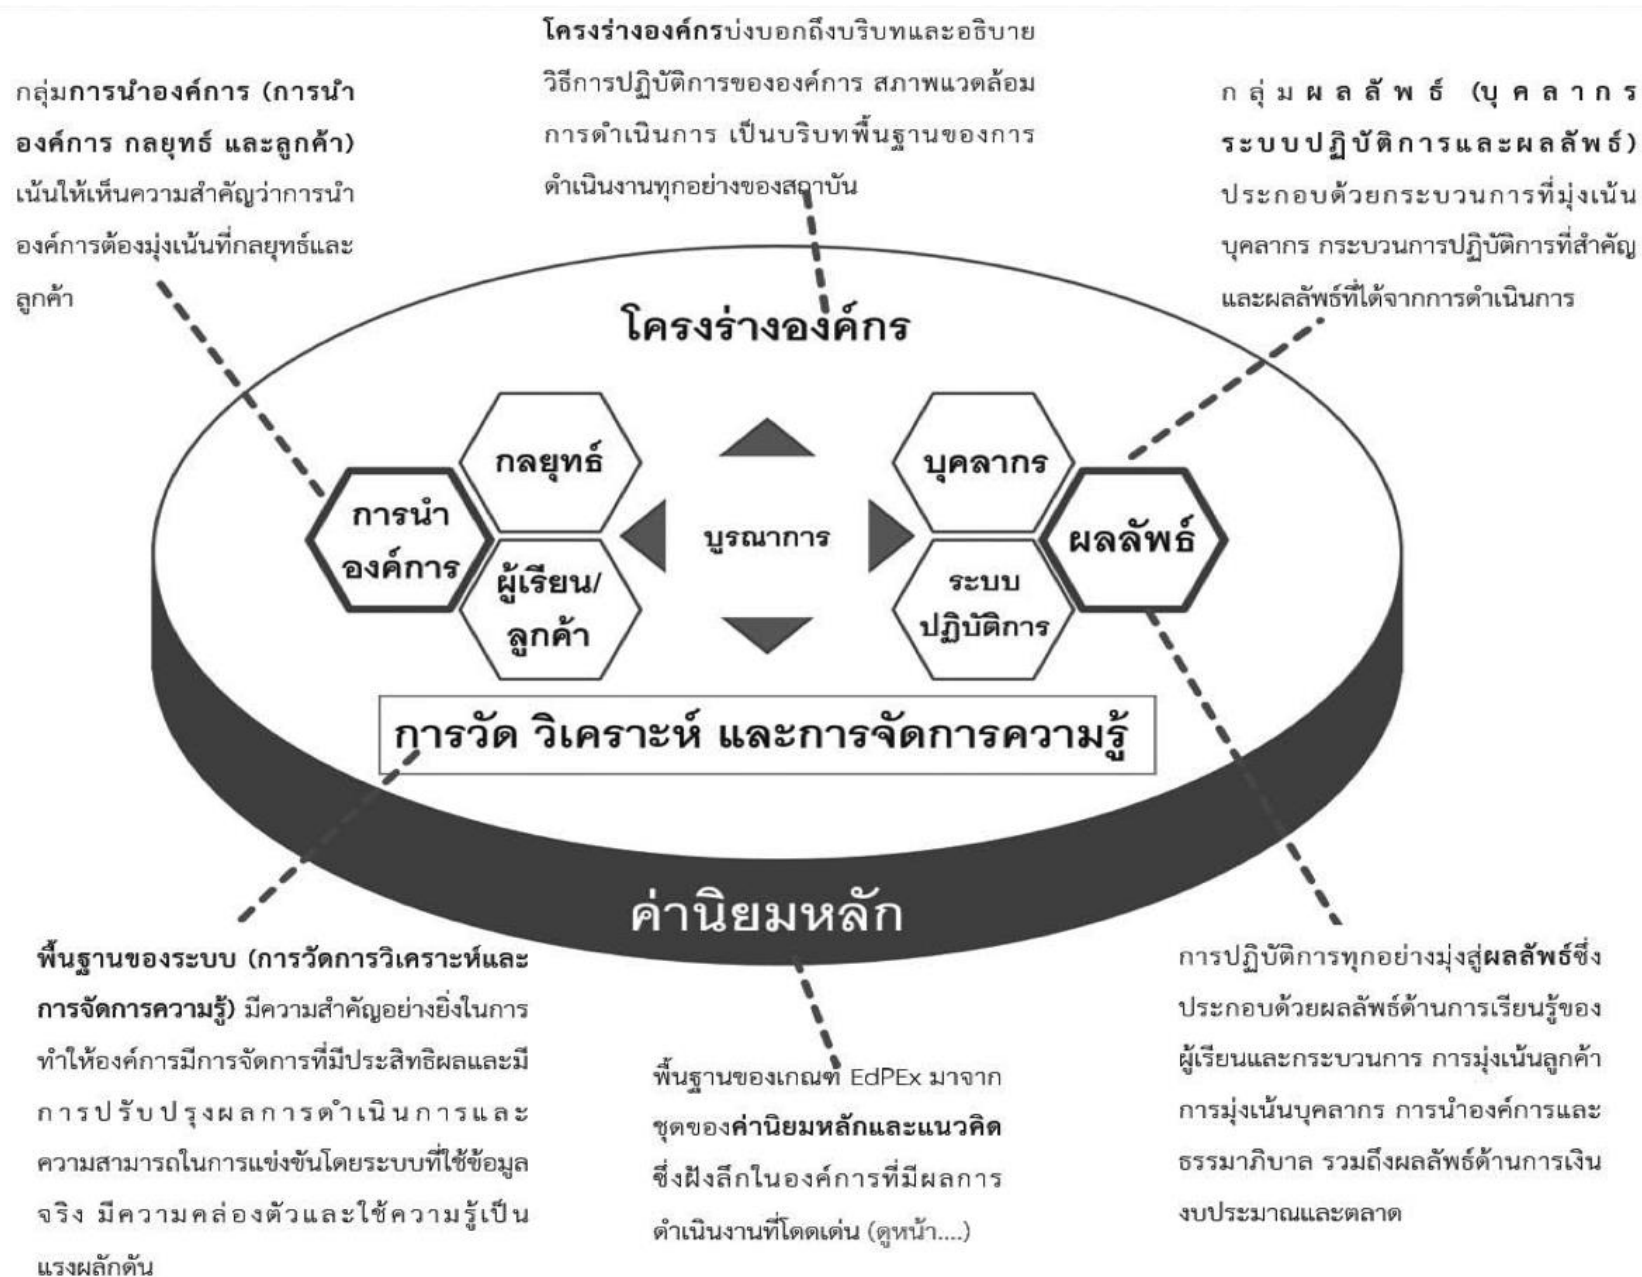 โครงร่างองค์กรบ่งบอกถึงบริบทและอธิบาย
วิธีการปฏิบัติการขององค์การ สภาพแวดล้อม
การดำเนินการ เป็นบริบทพื้นฐานของการ
ดำเนินงานทุกอย่างของสถาบัน
กลุ่มการนำองค์การ (การนำ
องค์การ กลยุทธ์ และลูกค้า)
เน้นให้เห็นความสำคัญว่าการนำ
องค์การต้องมุ่งเน้นที่กลยุทธ์และ
ลูกค้า
กลุ่มผลลัพธ์ (บุคลากร
ระบบปฏิบัติการและผลลัพธ์)
ประกอบด้วยกระบวนการที่มุ่งเน้น
บุคลากร กระบวนการปฏิบัติการที่สำคัญ
และผลลัพธ์ที่ได้จากการดำเนินการ
โครงร่างองค์กร
กลยุทธ์
การนำ
องค์การ
ผู้เรียน/
ลูกค้า
บูรณาการ
บุคลากร
ผลลัพธ์
ระบบ
ปฏิบัติการ
การวัด วิเคราะห์ และการจัดการความรู้
ค่านิยมหลัก
พื้นฐานของระบบ (การวัดการวิเคราะห์และ
การจัดการความรู้) มีความสำคัญอย่างยิ่งในการ
ทำให้องค์การมีการจัดการที่มีประสิทธิผลและมี
การปรับปรุงผลการดำเนินการและ
ความสามารถในการแข่งขันโดยระบบที่ใช้ข้อมูล
จริง มีความคล่องตัวและใช้ความรู้เป็น
แรงผลักดัน
พื้นฐานของเกณฑ์ EdPEx มาจาก
ชุดของค่านิยมหลักและแนวคิด
ซึ่งฝังลึกในองค์การที่มีผลการ
ดำเนินงานที่โดดเด่น (ดูหน้า....)
การปฏิบัติการทุกอย่างมุ่งสู่ผลลัพธ์ซึ่ง
ประกอบด้วยผลลัพธ์ด้านการเรียนรู้ของ
ผู้เรียนและกระบวนการ การมุ่งเน้นลูกค้า
การมุ่งเน้นบุคลากร การนำองค์การและ
ธรรมาภิบาล รวมถึงผลลัพธ์ด้านการเงิน
งบประมาณและตลาด